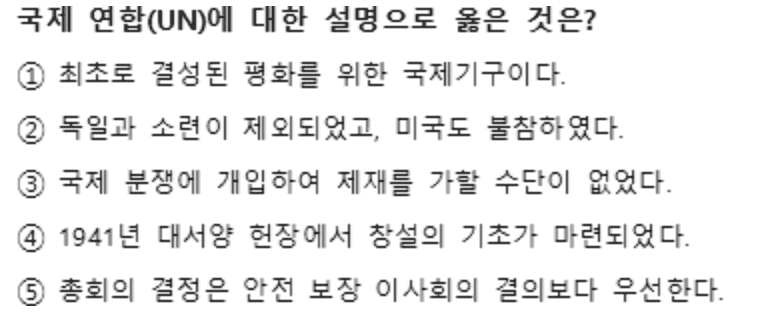 국제 연합(UN)에 대한 설명으로 옳은 것은?
① 최초로 결성된 평화를 위한 국제기구이다.
② 독일과 소련이 제외되었고, 미국도 불참하였다.
③ 국제 분쟁에 개입하여 제재를 가할 수단이 없었다.
④ 1941년 대서양 헌장에서 창설의 기초가 마련되었다.
⑤ 총회의 결정은 안전 보장 이사회의 결의보다 우선한다.